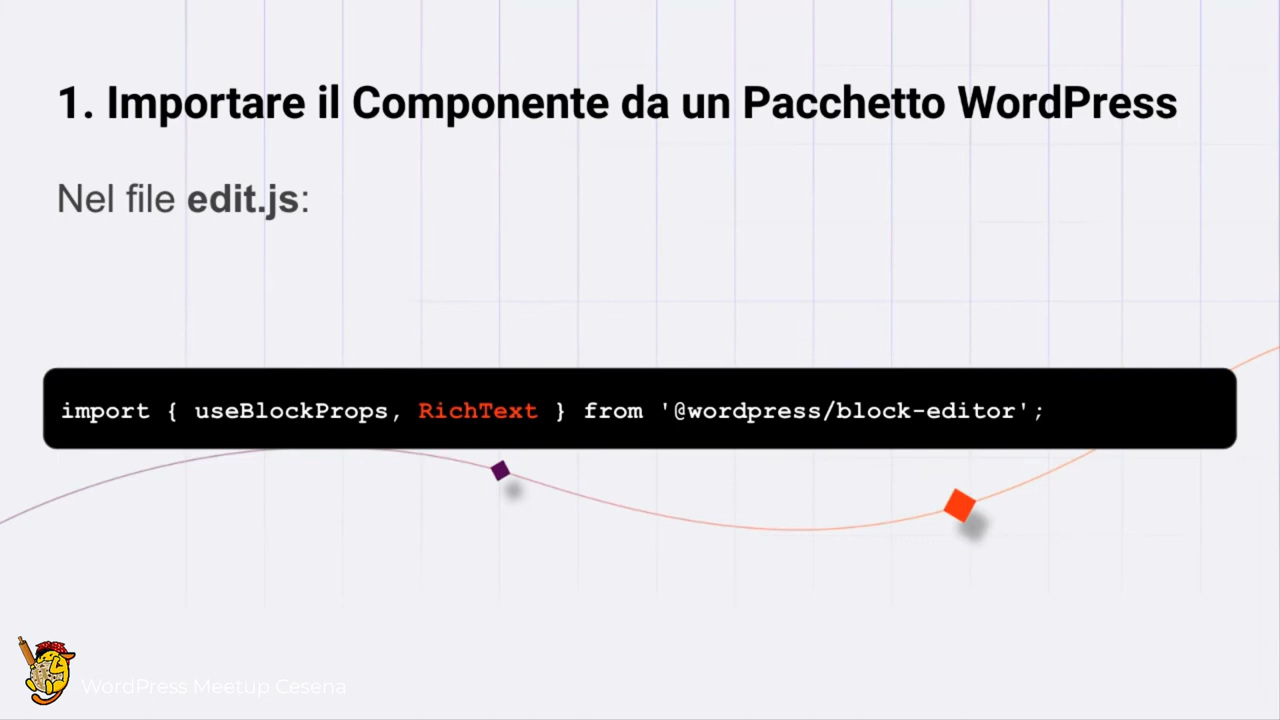 1. Importare il Componente da un Pacchetto WordPress
Nel file edit.js:
import { useBlockProps, RichText } from '@wordpress/block-editor';
WordPress Meetup Cesena